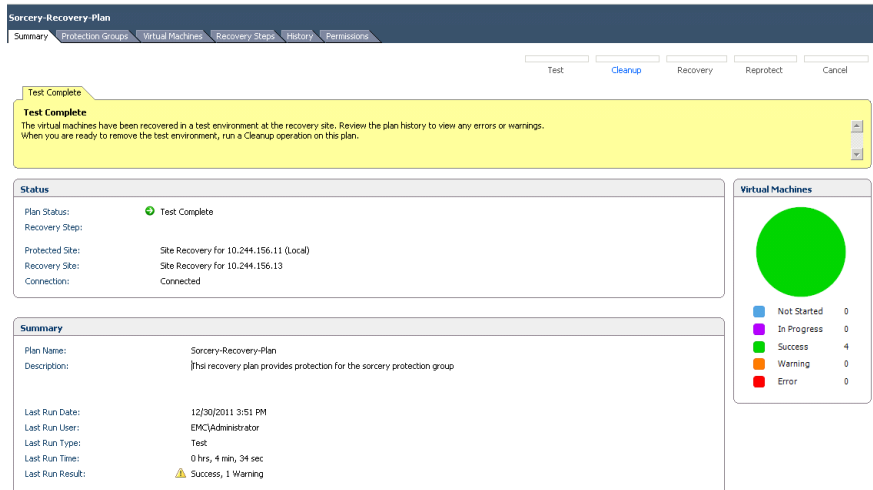 Sorcery-Recovery-Plan
Summary Protection Groups Virtual Machines Recovery Steps History Permissions
Test Cleanup Recovery Reprotect Cancel
Test Complete
Test Complete
The virtual machines have been recovered in a test environment at the recovery site. Review the plan history to view any errors or warnings.
When you are ready to remove the test environment, run a Cleanup operation on this plan.
Status
Plan Status: Test Complete
Recovery Step:
Protected Site: Site Recovery for 10.244.156.11 (Local)
Recovery Site: Site Recovery for 10.244.156.13
Connection: Connected
Virtual Machines
Not Started 0
In Progress 0
Success 4
Warning 0
Error 0
Summary
Plan Name: Sorcery-Recovery-Plan
Description: Thsi recovery plan provides protection for the sorcery protection group
Last Run Date: 12/30/2011 3:51 PM
Last Run User: EMC\Administrator
Last Run Type: Test
Last Run Time: 0 hrs, 4 min, 34 sec
Last Run Result: Success, 1 Warning